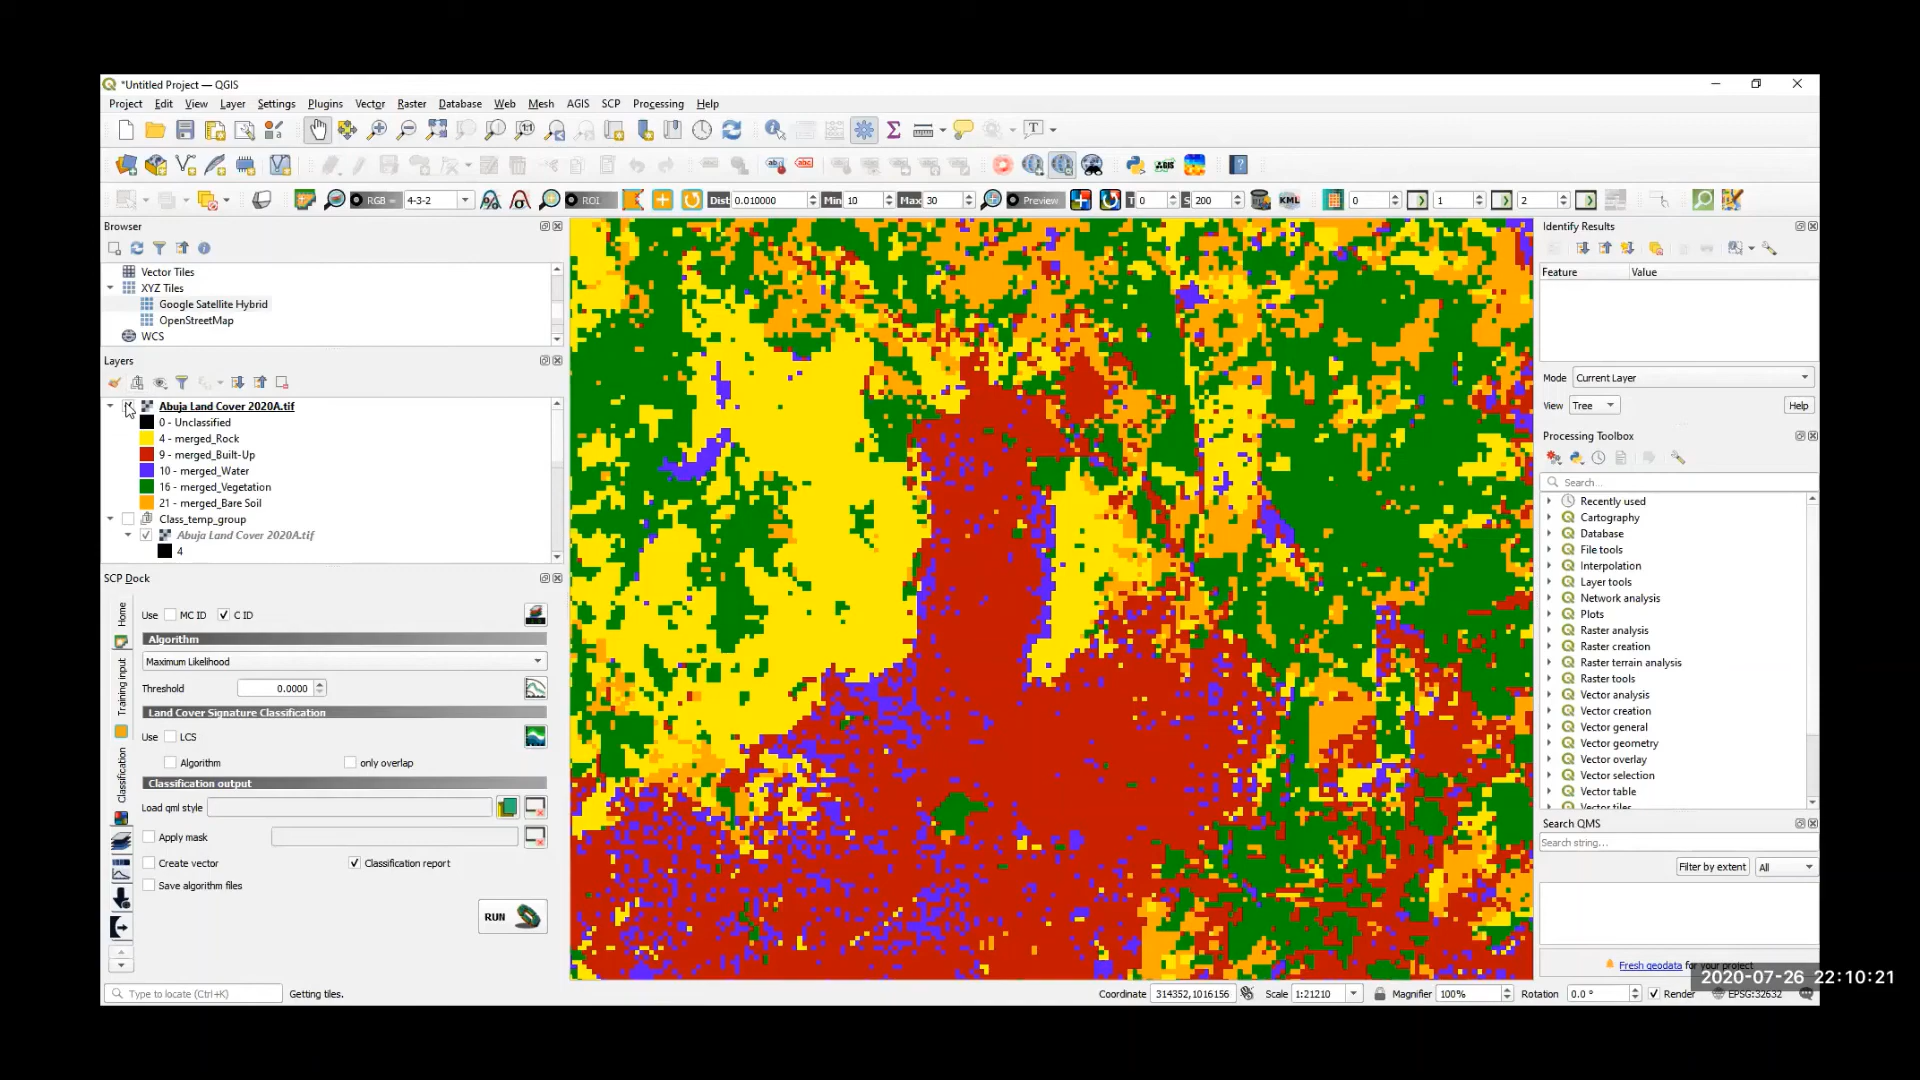 *Untitled Project — QGIS
Project Edit View Layer Settings Plugins Vector Raster Database Web Mesh AGIS SCP Processing Help
RGB = 4-3-2 ROI Dist 0.010000 Min 10 Max 30 Preview T 0 S 200 KML 0 1 2
Browser
Vector Tiles
XYZ Tiles
Google Satellite Hybrid
OpenStreetMap
WCS
Layers
Abuja Land Cover 2020A.tif
0 - Unclassified
4 - merged_Rock
9 - merged_Built-Up
10 - merged_Water
16 - merged_Vegetation
21 - merged_Bare Soil
Class_temp_group
Abuja Land Cover 2020A.tif
4
SCP Dock
Home
Training input
Classification
Use MC ID C ID
Algorithm
Maximum Likelihood
Threshold 0.0000
Land Cover Signature Classification
Use LCS
Algorithm only overlap
Classification output
Load qml style
Apply mask
Create vector Classification report
Save algorithm files
RUN
Identify Results
Feature Value
Mode Current Layer
View Tree Help
Processing Toolbox
Search...
Recently used
Cartography
Database
File tools
Interpolation
Layer tools
Network analysis
Plots
Raster analysis
Raster creation
Raster terrain analysis
Raster tools
Vector analysis
Vector creation
Vector general
Vector geometry
Vector overlay
Vector selection
Vector table
Vector tiles
Search QMS
Search string...
Filter by extent All
Fresh geodata for your project
2020-07-26 22:10:21
Type to locate (Ctrl+K) Getting tiles. Coordinate 314352,1016156 Scale 1:21210 Magnifier 100% Rotation 0.0 ° Render EPSG:32632